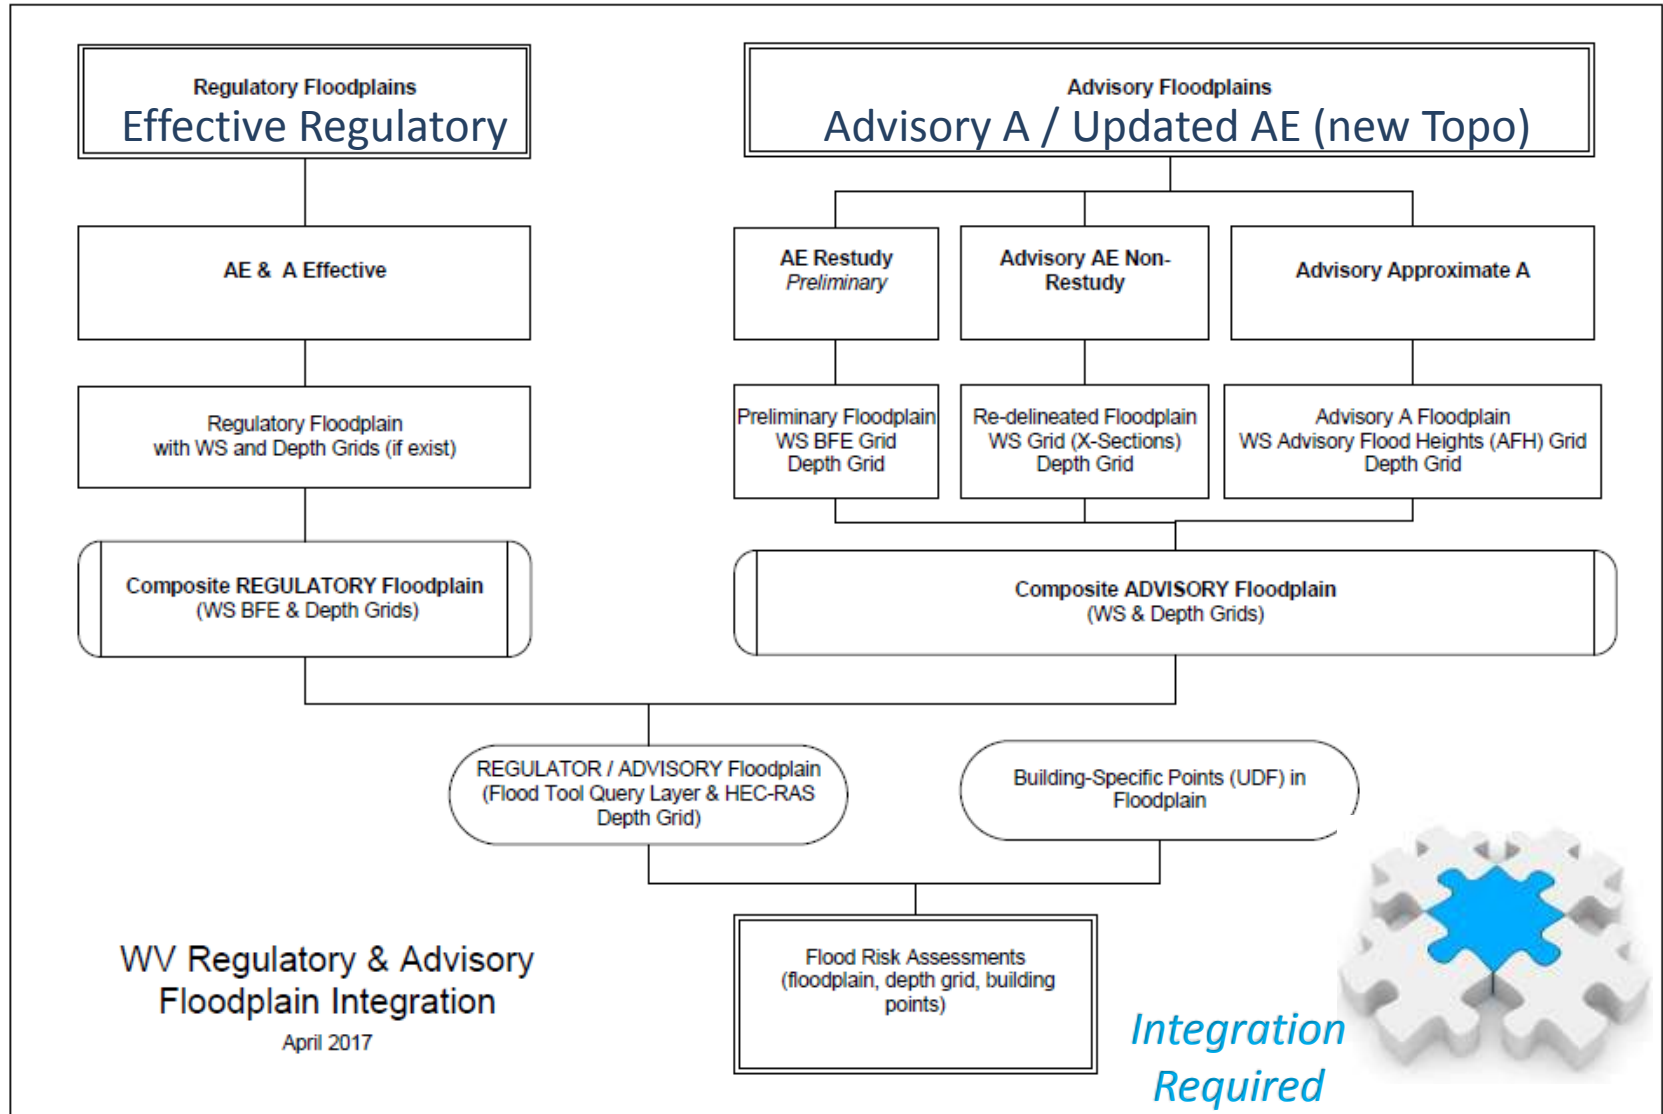 Regulatory Floodplains
Effective Regulatory
Advisory Floodplains
Advisory A / Updated AE (new Topo)
AE & A Effective
AE Restudy
Preliminary
Advisory AE Non-
Restudy
Advisory Approximate A
Regulatory Floodplain
with WS and Depth Grids (if exist)
Preliminary Floodplain
WS BFE Grid
Depth Grid
Re-delineated Floodplain
WS Grid (X-Sections)
Depth Grid
Advisory A Floodplain
WS Advisory Flood Heights (AFH) Grid
Depth Grid
Composite REGULATORY Floodplain
(WS BFE & Depth Grids)
Composite ADVISORY Floodplain
(WS & Depth Grids)
REGULATOR / ADVISORY Floodplain
(Flood Tool Query Layer & HEC-RAS
Depth Grid)
Building-Specific Points (UDF) in
Floodplain
Flood Risk Assessments
(floodplain, depth grid, building
points)
WV Regulatory & Advisory
Floodplain Integration
April 2017
Integration
Required